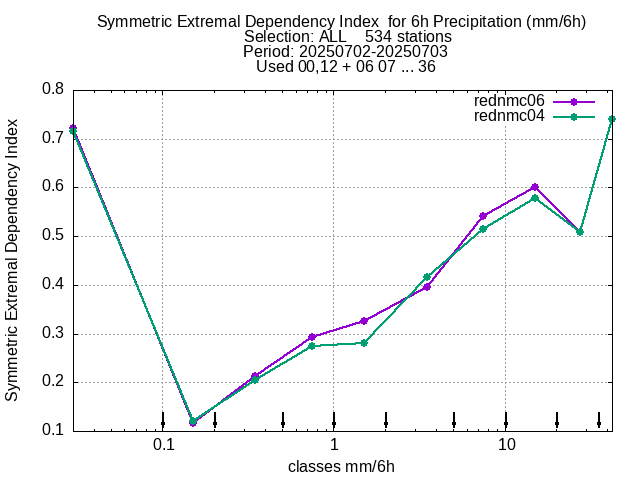 Symmetric Extremal Dependency Index  for 6h Precipitation (mm/6h)
Selection: ALL    534 stations
Period: 20250702-20250703
Used 00,12 + 06 07 ... 36
rednmc06
rednmc04
Symmetric Extremal Dependency Index
0.8
0.7
0.6
0.5
0.4
0.3
0.2
0.1
0.1 1 10
classes mm/6h